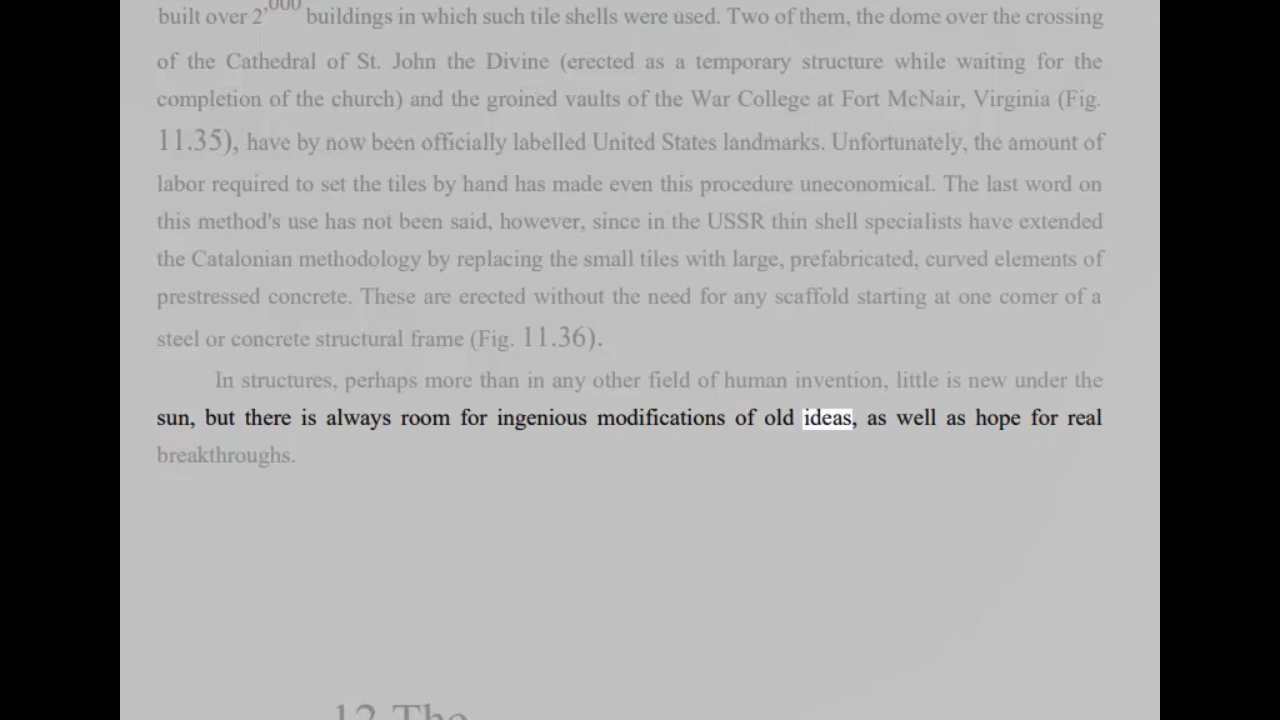 built over 2,000 buildings in which such tile shells were used. Two of them, the dome over the crossing
of the Cathedral of St. John the Divine (erected as a temporary structure while waiting for the
completion of the church) and the groined vaults of the War College at Fort McNair, Virginia (Fig.
11.35), have by now been officially labelled United States landmarks. Unfortunately, the amount of
labor required to set the tiles by hand has made even this procedure uneconomical. The last word on
this method's use has not been said, however, since in the USSR thin shell specialists have extended
the Catalonian methodology by replacing the small tiles with large, prefabricated, curved elements of
prestressed concrete. These are erected without the need for any scaffold starting at one comer of a
steel or concrete structural frame (Fig. 11.36).
In structures, perhaps more than in any other field of human invention, little is new under the
sun, but there is always room for ingenious modifications of old ideas, as well as hope for real
breakthroughs.
12 The